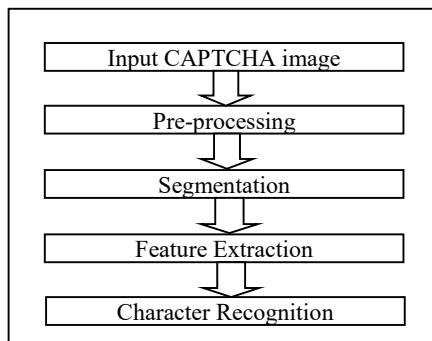 Input CAPTCHA image
Pre-processing
Segmentation
Feature Extraction
Character Recognition